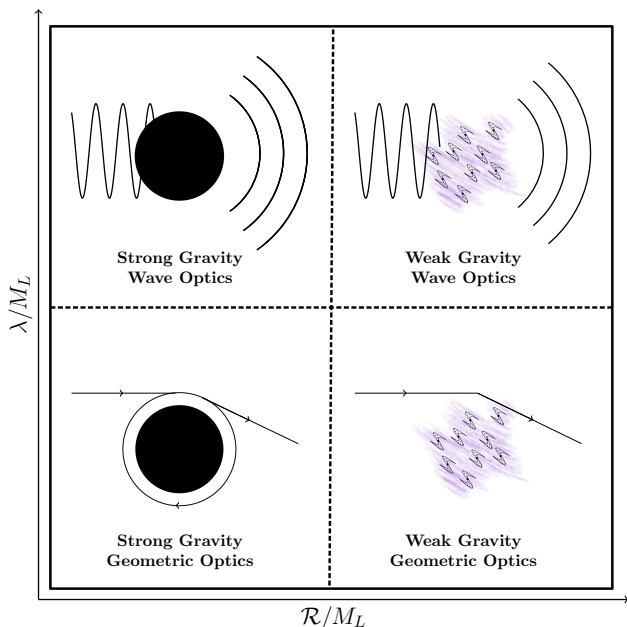 Strong Gravity
Wave Optics
Weak Gravity
Wave Optics
λ/M_L
Strong Gravity
Geometric Optics
Weak Gravity
Geometric Optics
ℛ/M_L